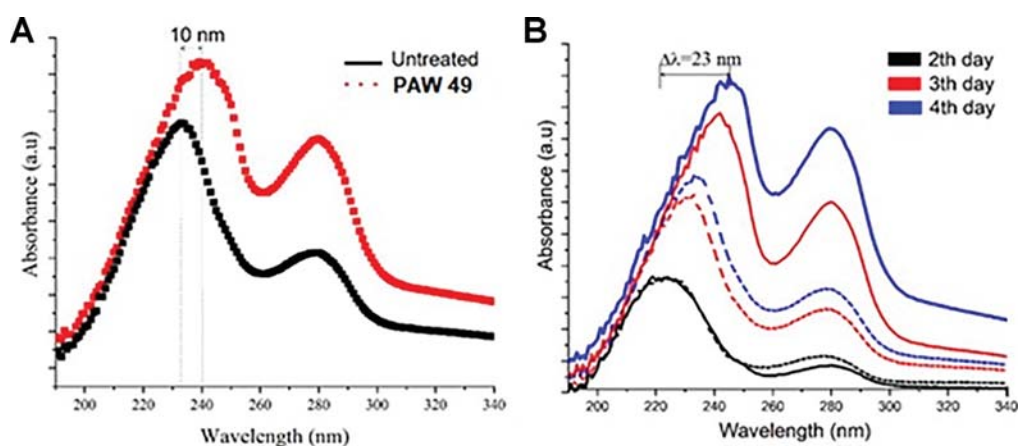 A
10 nm
Untreated
PAW 49
Absorbance (a.u)
200 220 240 260 280 300 320 340
Wavelength (nm)
B
Δλ=23 nm
2th day
3th day
4th day
Absorbance (a.u)
200 220 240 260 280 300 320 340
Wavelength (nm)